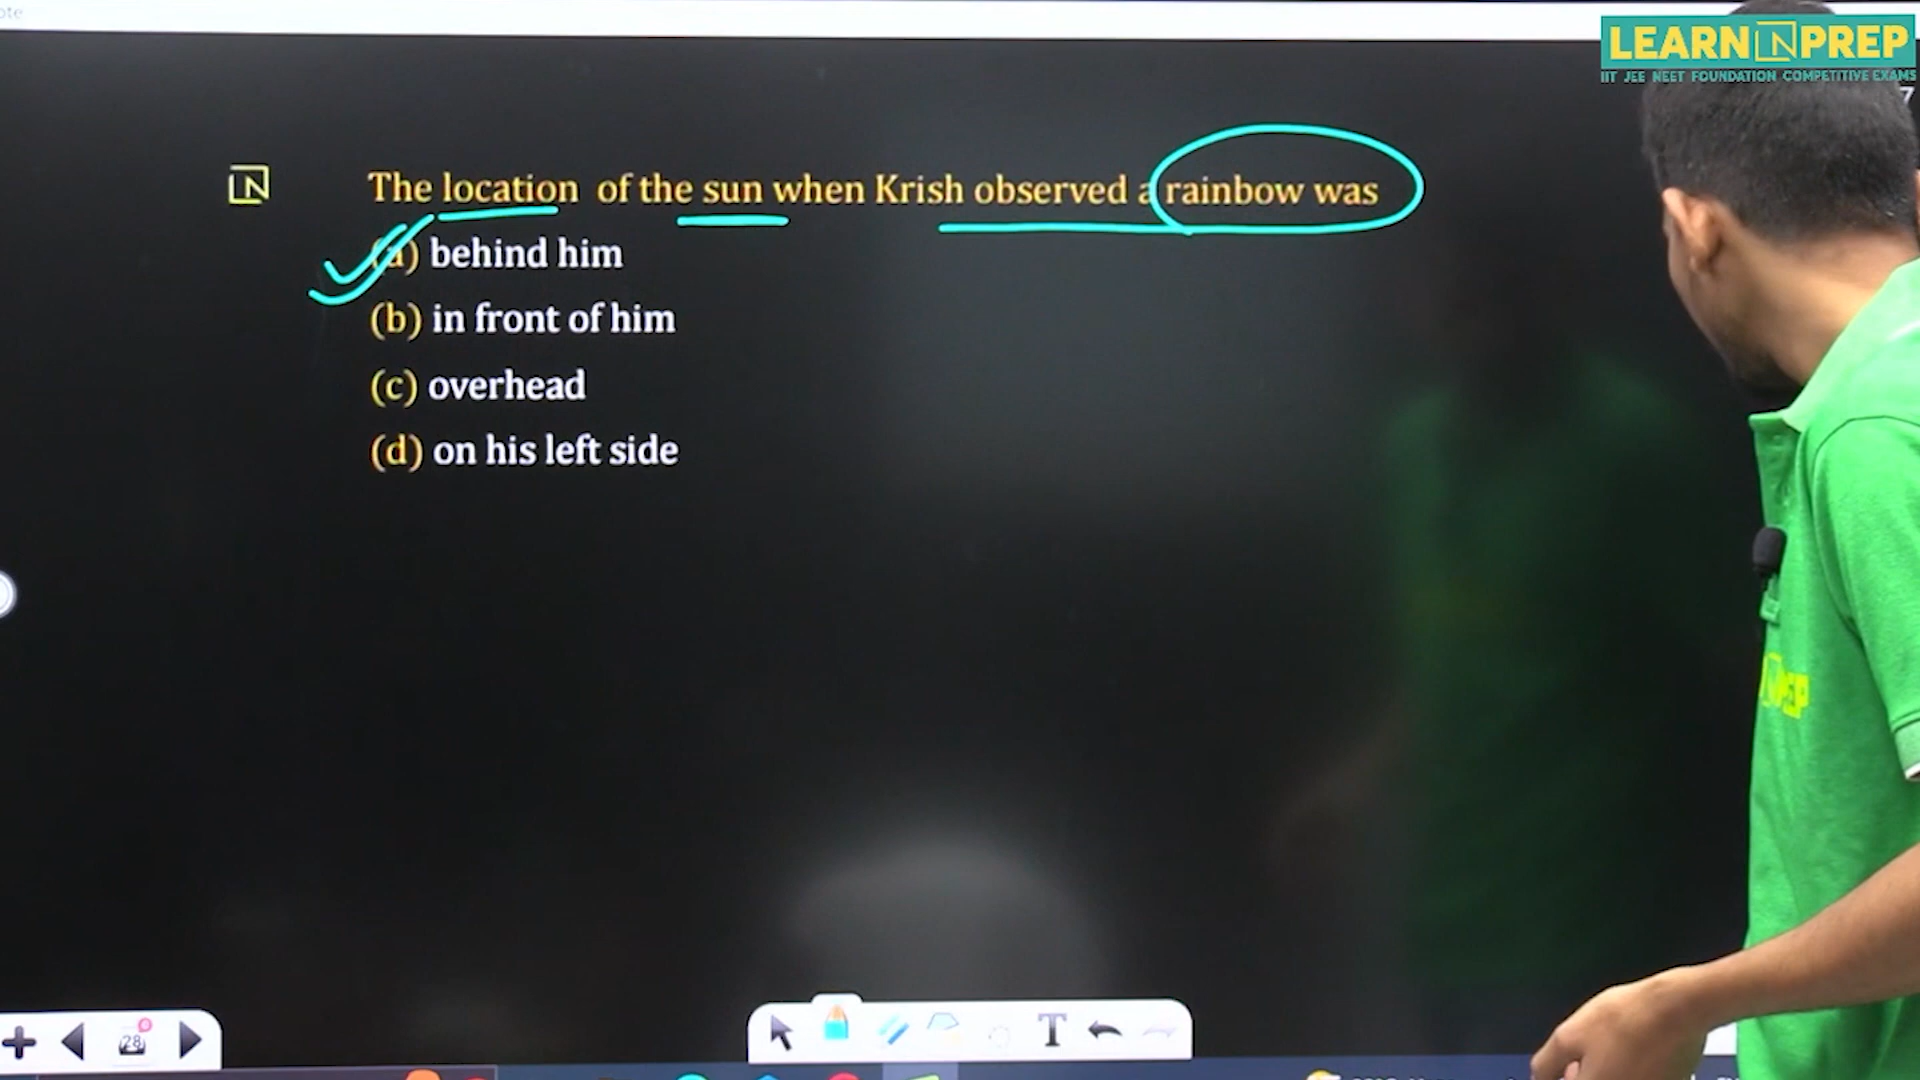 LEARN N PREP
IIT JEE NEET FOUNDATION COMPETITIVE EXAMS
The location of the sun when Krish observed a rainbow was
(a) behind him
(b) in front of him
(c) overhead
(d) on his left side
28
T